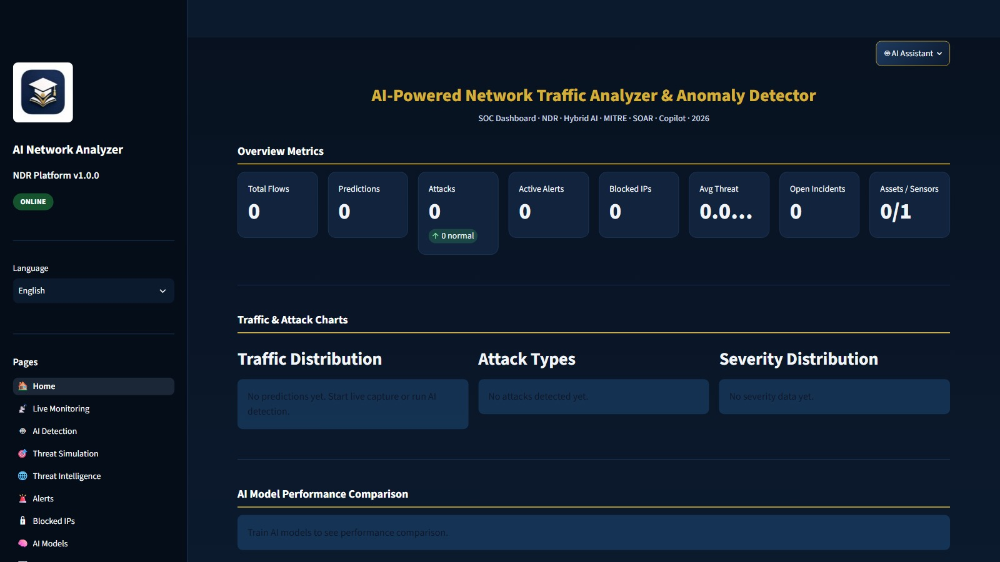 AI Assistant
AI Network Analyzer
NDR Platform v1.0.0
ONLINE
Language
English
Pages
Home
Live Monitoring
AI Detection
Threat Simulation
Threat Intelligence
Alerts
Blocked IPs
AI Models
AI-Powered Network Traffic Analyzer & Anomaly Detector
SOC Dashboard · NDR · Hybrid AI · MITRE · SOAR · Copilot · 2026
Overview Metrics
Total Flows
0
Predictions
0
Attacks
0
↑ 0 normal
Active Alerts
0
Blocked IPs
0
Avg Threat
0.0...
Open Incidents
0
Assets / Sensors
0/1
Traffic & Attack Charts
Traffic Distribution
No predictions yet. Start live capture or run AI
detection.
Attack Types
No attacks detected yet.
Severity Distribution
No severity data yet.
AI Model Performance Comparison
Train AI models to see performance comparison.